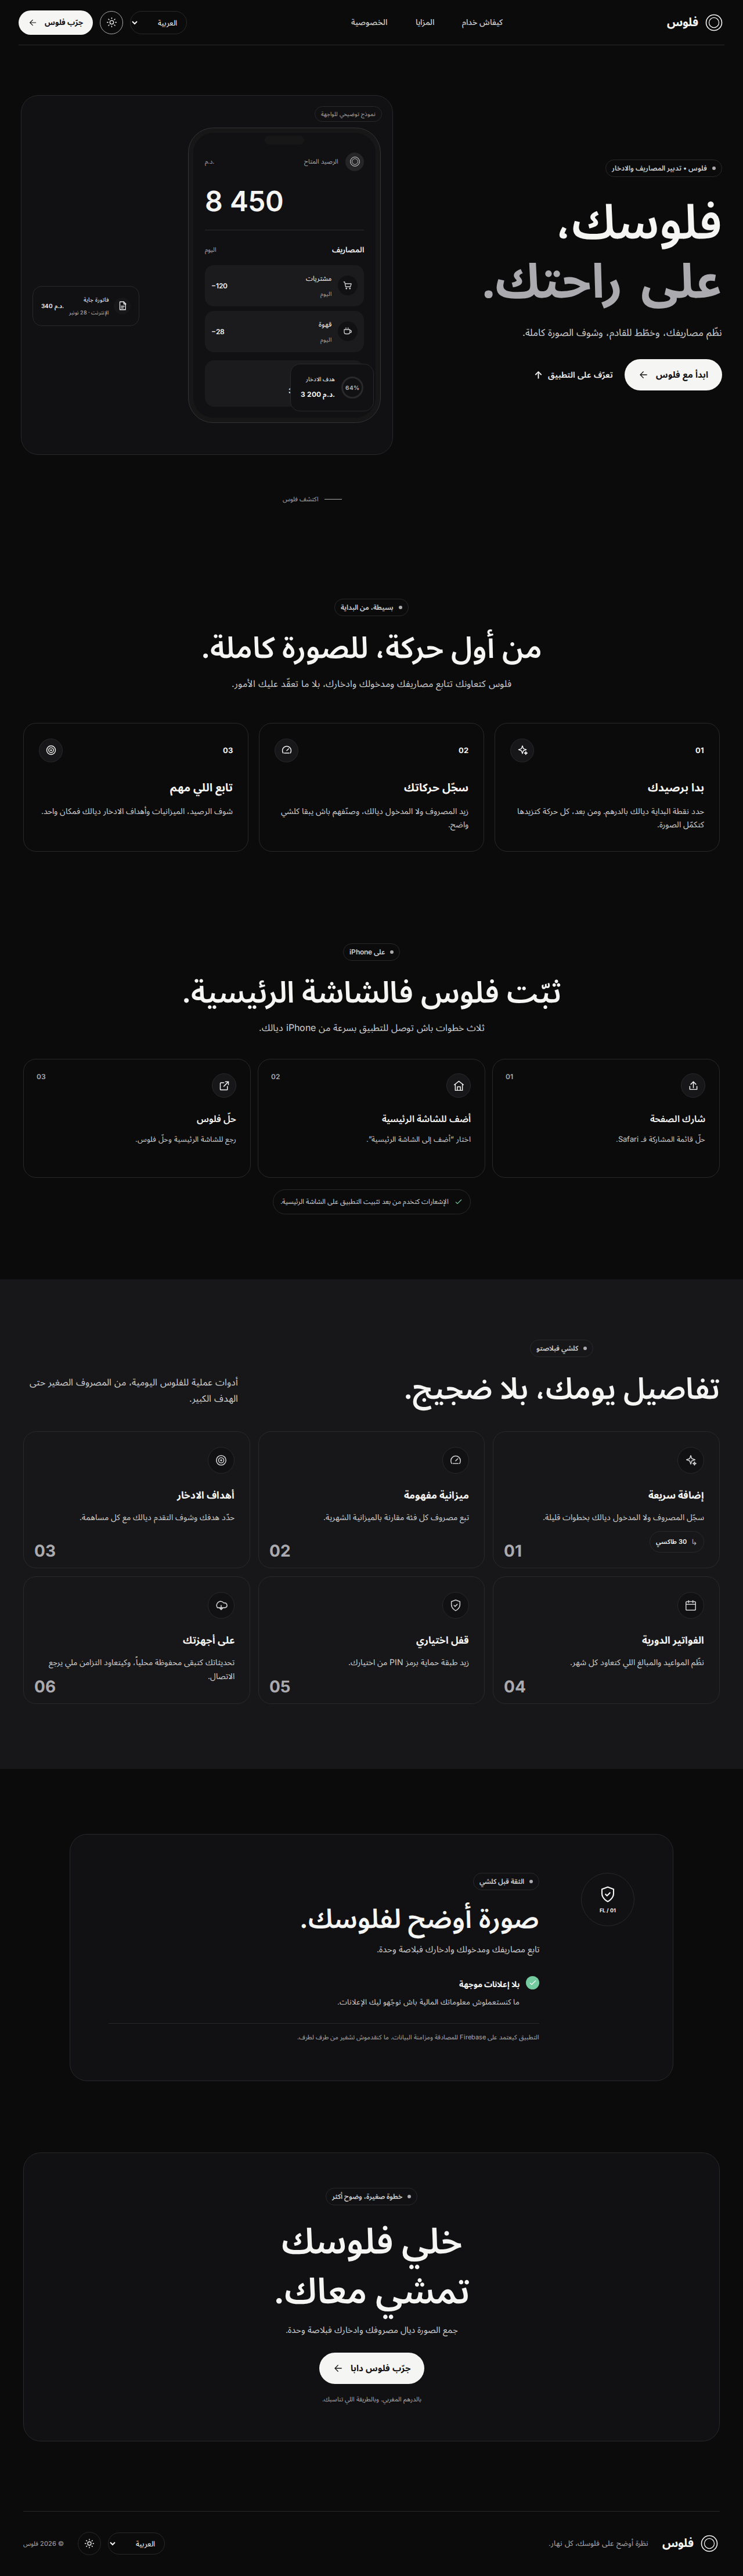 فلوس
كيفاش خدام
المزايا
الخصوصية
العربية
جرّب فلوس
فلوس • تدبير المصاريف والادخار
فلوسك،
على راحتك.
نظّم مصاريفك، وخطّط للقادم، وشوف الصورة الكاملة.
ابدأ مع فلوس
تعرّف على التطبيق
نموذج توضيحي للواجهة
الرصيد المتاح
د.م.
8 450
المصاريف
اليوم
مشتريات
اليوم
−120
قهوة
اليوم
−28
64%
هدف الادخار
3 200 د.م.
فاتورة جاية
340 د.م.
الإنترنت · 28 نونبر
اكتشف فلوس
بسيطة، من البداية
من أول حركة، للصورة كاملة.
فلوس كتعاونك تتابع مصاريفك ومدخولك وادخارك، بلا ما تعقّد عليك الأمور.
01
بدا برصيدك
حدد نقطة البداية ديالك بالدرهم. ومن بعد، كل حركة كتزيدها
كتكمّل الصورة.
02
سجّل حركاتك
زيد المصروف ولا المدخول ديالك، وصنّفهم باش يبقا كلشي
واضح.
03
تابع اللي مهم
شوف الرصيد، الميزانيات وأهداف الادخار ديالك فمكان واحد.
على iPhone
ثبّت فلوس فالشاشة الرئيسية.
ثلاث خطوات باش توصل للتطبيق بسرعة من iPhone ديالك.
01
شارك الصفحة
حلّ قائمة المشاركة فـ Safari.
02
أضف للشاشة الرئيسية
اختار "أضف إلى الشاشة الرئيسية".
03
حلّ فلوس
رجع للشاشة الرئيسية وحلّ فلوس.
الإشعارات كتخدم من بعد تثبيت التطبيق على الشاشة الرئيسية.
كلشي فبلاصتو
تفاصيل يومك، بلا ضجيج.
أدوات عملية للفلوس اليومية، من المصروف الصغير حتى
الهدف الكبير.
إضافة سريعة
سجّل المصروف ولا المدخول ديالك بخطوات قليلة.
30 طاكسي
01
ميزانية مفهومة
تبع مصروف كل فئة مقارنة بالميزانية الشهرية.
02
أهداف الادخار
حدّد هدفك وشوف التقدم ديالك مع كل مساهمة.
03
الفواتير الدورية
نظّم المواعيد والمبالغ اللي كتعاود كل شهر.
04
قفل اختياري
زيد طبقة حماية برمز PIN من اختيارك.
05
على أجهزتك
تحديثاتك كتبقى محفوظة محلياً، وكيتعاود التزامن ملي يرجع
الاتصال.
06
FL / 01
الثقة قبل كلشي
صورة أوضح لفلوسك.
تابع مصاريفك ومدخولك وادخارك فبلاصة وحدة.
بلا إعلانات موجهة
ما كنستعملوش معلوماتك المالية باش نوجّهو ليك الإعلانات.
التطبيق كيعتمد على Firebase للمصادقة ومزامنة البيانات. ما كنقدموش تشفير من طرف لطرف.
خطوة صغيرة، وضوح أكثر
خلي فلوسك
تمشي معاك.
جمع الصورة ديال مصروفك وادخارك فبلاصة وحدة.
جرّب فلوس دابا
بالدرهم المغربي، وبالطريقة اللي تناسبك.
فلوس
نظرة أوضح على فلوسك، كل نهار.
العربية
© 2026 فلوس